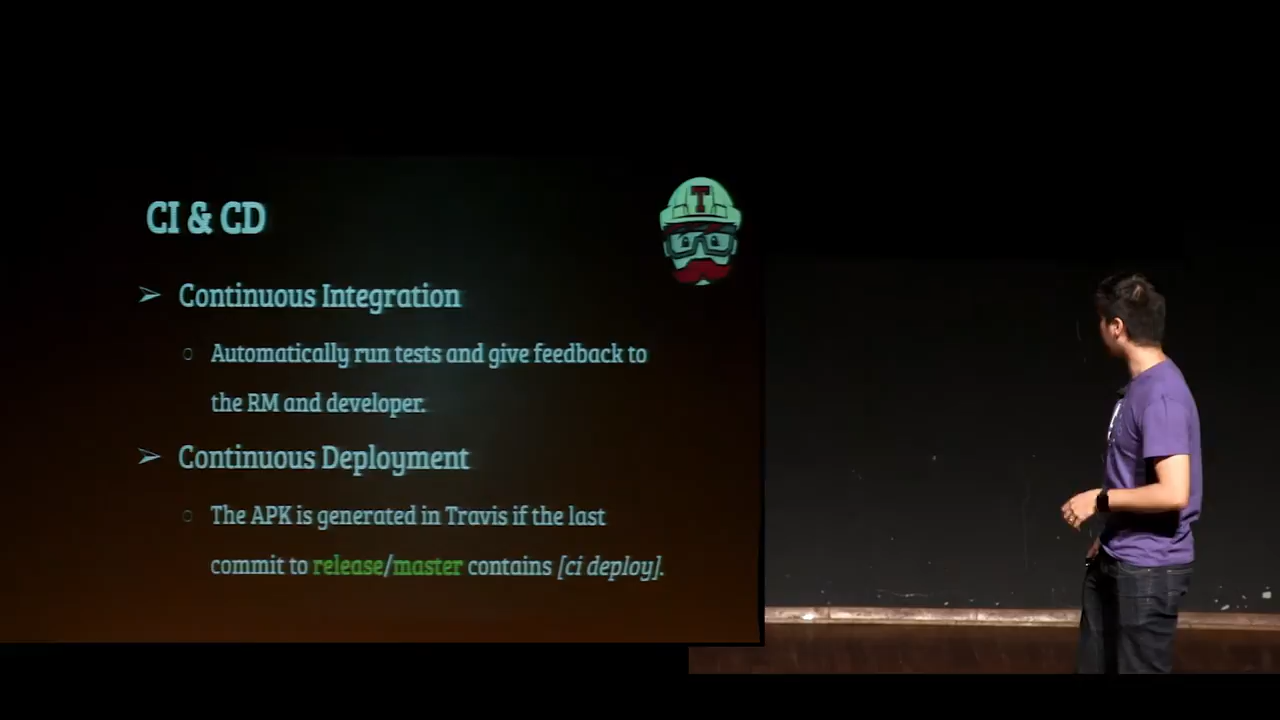 T
CI & CD
➢ Continuous Integration
○ Automatically run tests and give feedback to
the RM and developer.
➢ Continuous Deployment
○ The APK is generated in Travis if the last
commit to release/master contains [ci deploy].